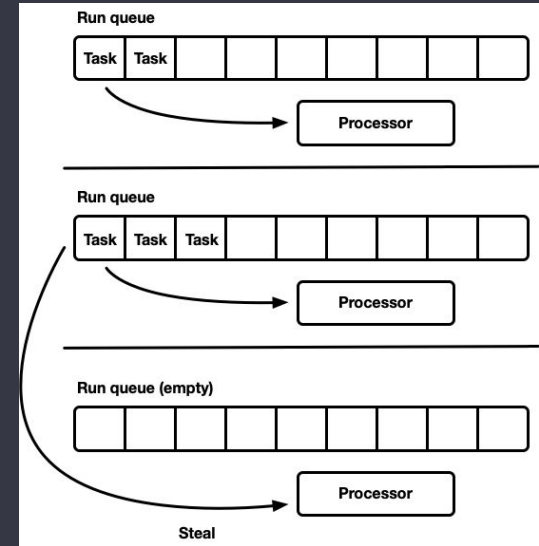 Run queue
Task Task
Processor
Run queue
Task Task Task
Processor
Run queue (empty)
Processor
Steal